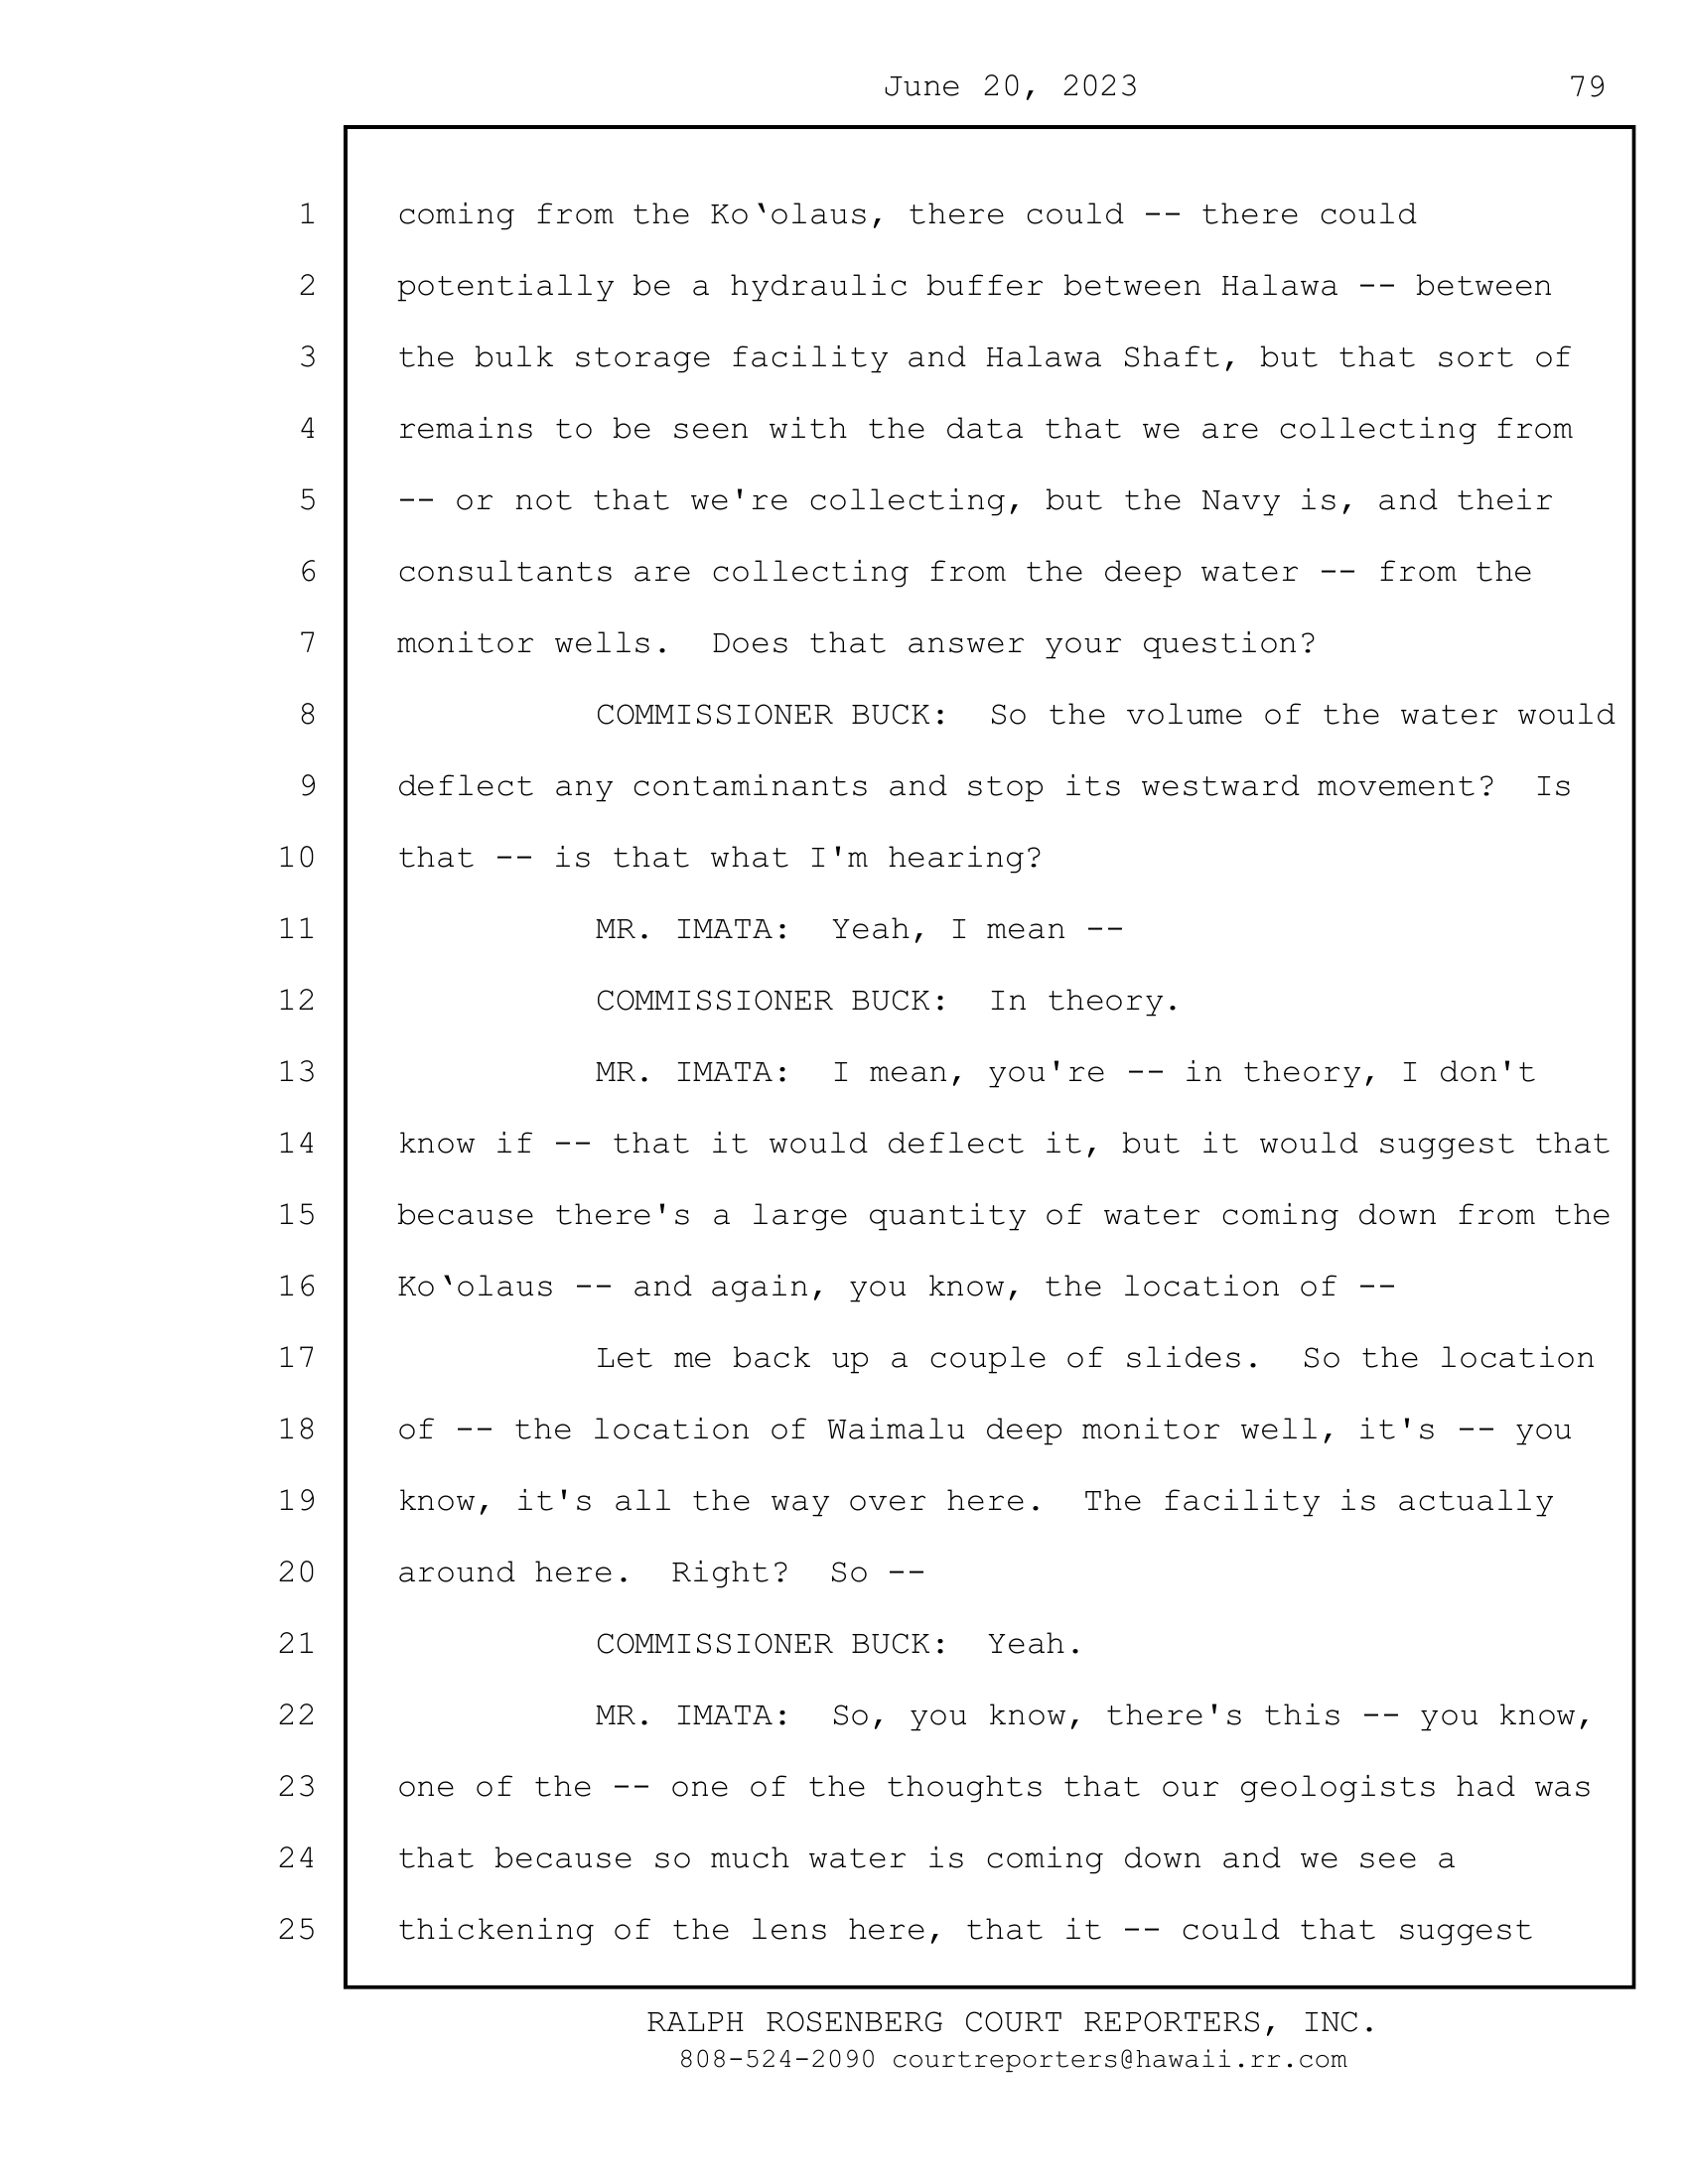 June 20, 2023 79
1 coming from the Ko‛olaus, there could -- there could
2 potentially be a hydraulic buffer between Halawa -- between
3 the bulk storage facility and Halawa Shaft, but that sort of
4 remains to be seen with the data that we are collecting from
5 -- or not that we're collecting, but the Navy is, and their
6 consultants are collecting from the deep water -- from the
7 monitor wells.  Does that answer your question?
8 COMMISSIONER BUCK:  So the volume of the water would
9 deflect any contaminants and stop its westward movement?  Is
10 that -- is that what I'm hearing?
11 MR. IMATA:  Yeah, I mean --
12 COMMISSIONER BUCK:  In theory.
13 MR. IMATA:  I mean, you're -- in theory, I don't
14 know if -- that it would deflect it, but it would suggest that
15 because there's a large quantity of water coming down from the
16 Ko‛olaus -- and again, you know, the location of --
17 Let me back up a couple of slides.  So the location
18 of -- the location of Waimalu deep monitor well, it's -- you
19 know, it's all the way over here.  The facility is actually
20 around here.  Right?  So --
21 COMMISSIONER BUCK:  Yeah.
22 MR. IMATA:  So, you know, there's this -- you know,
23 one of the -- one of the thoughts that our geologists had was
24 that because so much water is coming down and we see a
25 thickening of the lens here, that it -- could that suggest
RALPH ROSENBERG COURT REPORTERS, INC.
808-524-2090 courtreporters@hawaii.rr.com